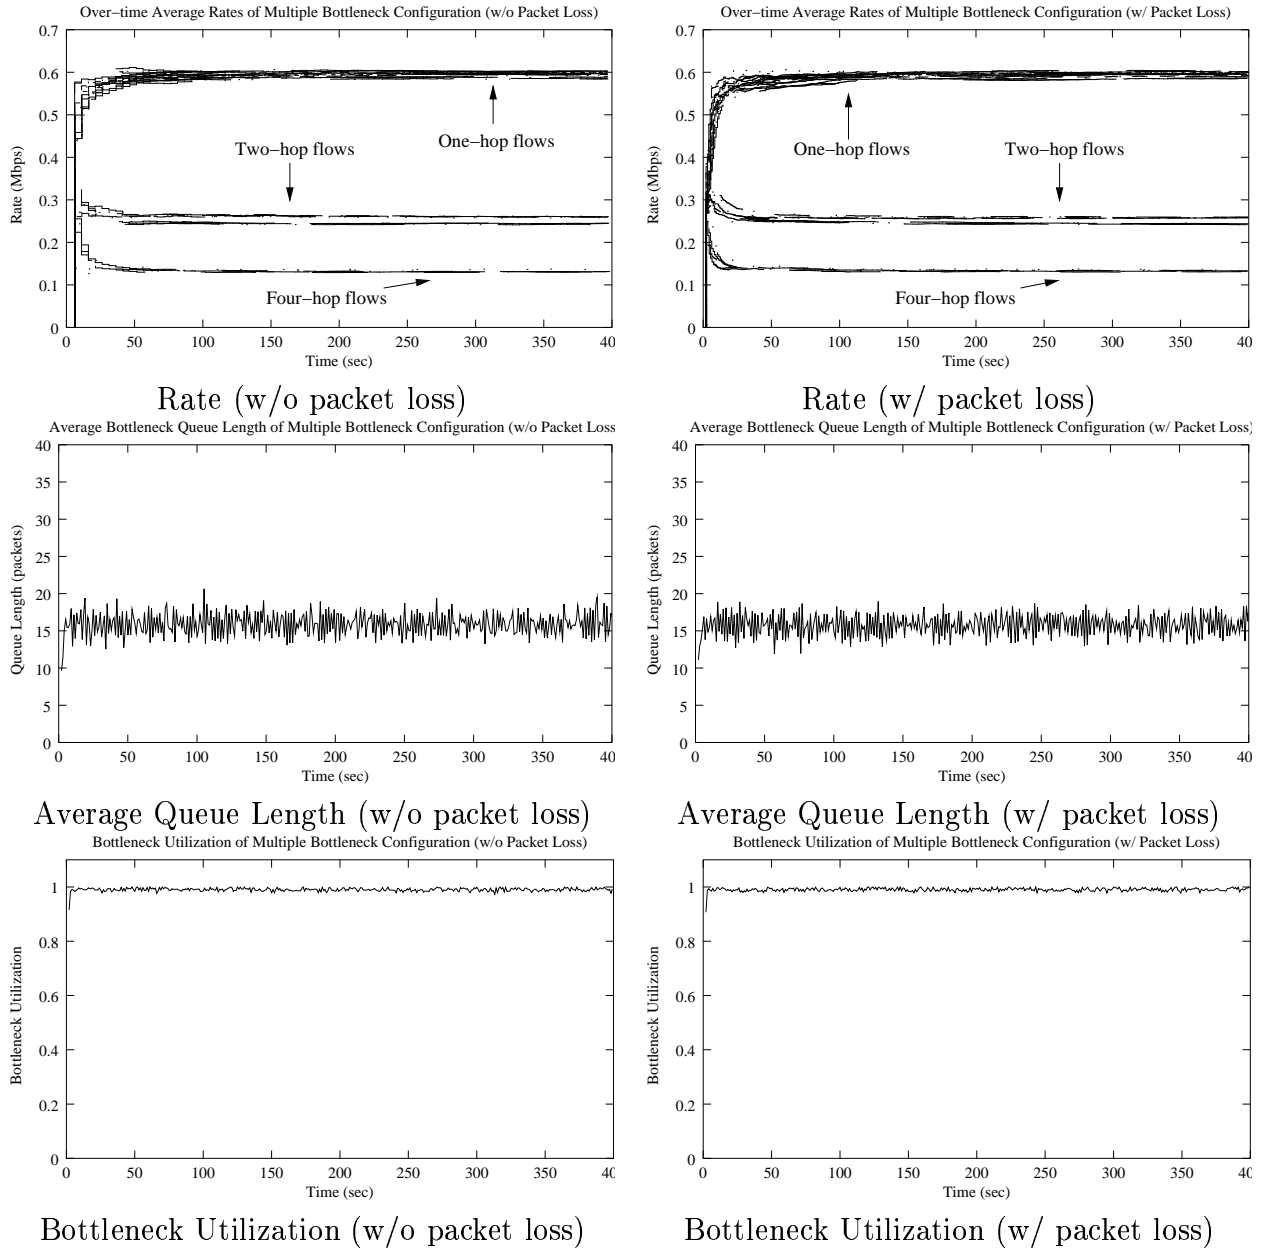 Over-time Average Rates of Multiple Bottleneck Configuration (w/o Packet Loss)
0.7
0.6
0.5
0.4
0.3
0.2
0.1
0
Rate (Mbps)
One-hop flows
Two-hop flows
Four-hop flows
0 50 100 150 200 250 300 350 40
Time (sec)
Rate (w/o packet loss)
Over-time Average Rates of Multiple Bottleneck Configuration (w/ Packet Loss)
0.7
0.6
0.5
0.4
0.3
0.2
0.1
0
Rate (Mbps)
One-hop flows
Two-hop flows
Four-hop flows
0 50 100 150 200 250 300 350 40
Time (sec)
Rate (w/ packet loss)
Average Bottleneck Queue Length of Multiple Bottleneck Configuration (w/o Packet Loss
40
35
30
25
20
15
10
5
0
Queue Length (packets)
0 50 100 150 200 250 300 350 40
Time (sec)
Average Queue Length (w/o packet loss)
Average Bottleneck Queue Length of Multiple Bottleneck Configuration (w/ Packet Loss)
40
35
30
25
20
15
10
5
0
Queue Length (packets)
0 50 100 150 200 250 300 350 40
Time (sec)
Average Queue Length (w/ packet loss)
Bottleneck Utilization of Multiple Bottleneck Configuration (w/o Packet Loss)
1
0.8
0.6
0.4
0.2
0
Bottleneck Utilization
0 50 100 150 200 250 300 350 40
Time (sec)
Bottleneck Utilization (w/o packet loss)
Bottleneck Utilization of Multiple Bottleneck Configuration (w/ Packet Loss)
1
0.8
0.6
0.4
0.2
0
Bottleneck Utilization
0 50 100 150 200 250 300 350 40
Time (sec)
Bottleneck Utilization (w/ packet loss)